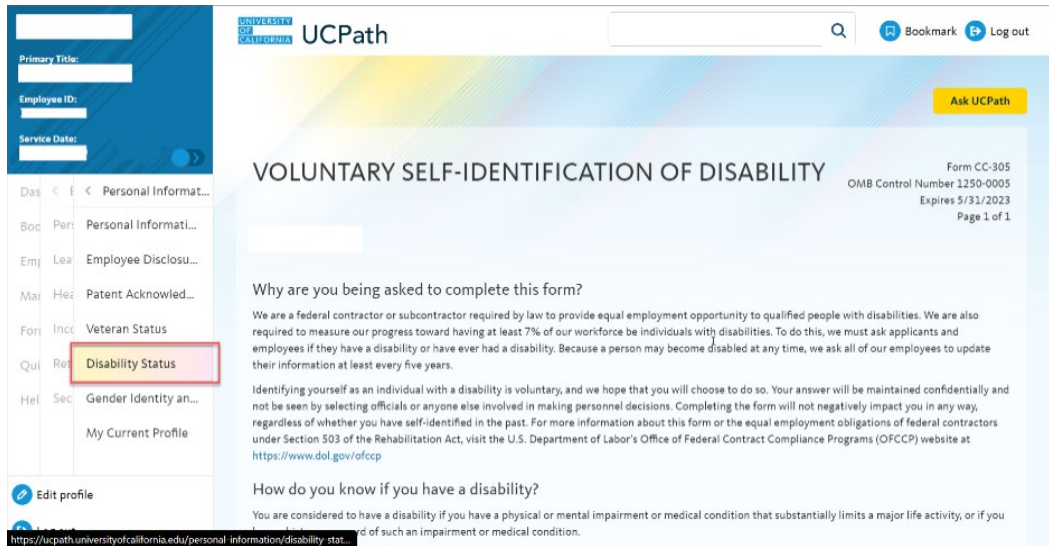 Primary Title:
Employee ID:
Service Date:
UNIVERSITY
OF
CALIFORNIA
UCPath
Bookmark
Log out
Ask UCPath
Das
Boo
Emp
Mar
For
Qui
Hel
Per
Lea
Hea
Inco
Ret
Sec
Personal Informat...
Personal Informati...
Employee Disclosu...
Patent Acknowled...
Veteran Status
Disability Status
Gender Identity an...
My Current Profile
Edit profile
https://ucpath.universityofcalifornia.edu/personal-information/disability-stat...
VOLUNTARY SELF-IDENTIFICATION OF DISABILITY
Form CC-305
OMB Control Number 1250-0005
Expires 5/31/2023
Page 1 of 1
Why are you being asked to complete this form?
We are a federal contractor or subcontractor required by law to provide equal employment opportunity to qualified people with disabilities. We are also
required to measure our progress toward having at least 7% of our workforce be individuals with disabilities. To do this, we must ask applicants and
employees if they have a disability or have ever had a disability. Because a person may become disabled at any time, we ask all of our employees to update
their information at least every five years.
Identifying yourself as an individual with a disability is voluntary, and we hope that you will choose to do so. Your answer will be maintained confidentially and
not be seen by selecting officials or anyone else involved in making personnel decisions. Completing the form will not negatively impact you in any way,
regardless of whether you have self-identified in the past. For more information about this form or the equal employment obligations of federal contractors
under Section 503 of the Rehabilitation Act, visit the U.S. Department of Labor's Office of Federal Contract Compliance Programs (OFCCP) website at
https://www.dol.gov/ofccp
How do you know if you have a disability?
You are considered to have a disability if you have a physical or mental impairment or medical condition that substantially limits a major life activity, or if you
rd of such an impairment or medical condition.